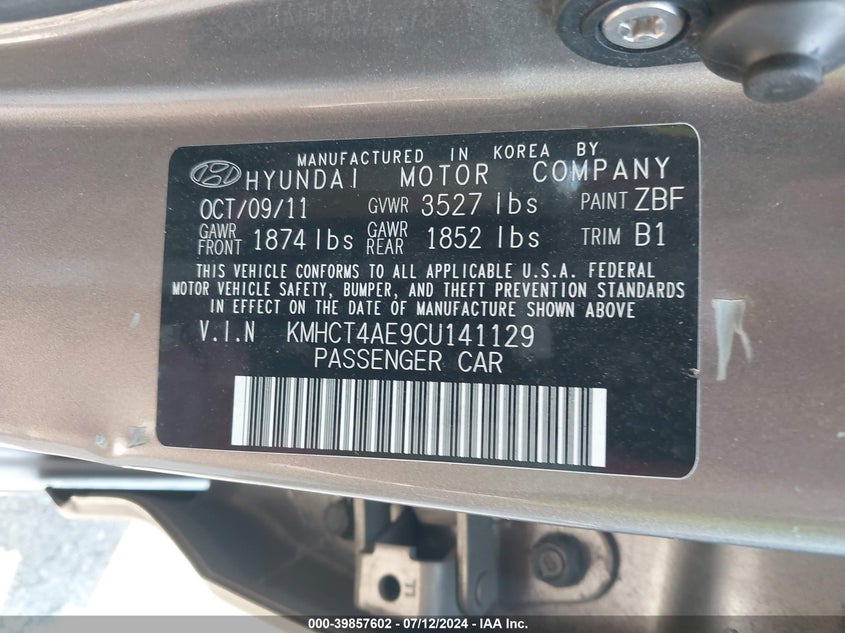 MANUFACTURED IN KOREA BY
HYUNDAI MOTOR COMPANY
OCT/09/11 GVWR 3527 lbs PAINT ZBF
GAWR FRONT 1874 lbs GAWR REAR 1852 lbs TRIM B1
THIS VEHICLE CONFORMS TO ALL APPLICABLE U.S.A. FEDERAL
MOTOR VEHICLE SAFETY, BUMPER, AND THEFT PREVENTION STANDARDS
IN EFFECT ON THE DATE OF MANUFACTURE SHOWN ABOVE
V.I.N KMHCT4AE9CU141129
PASSENGER CAR
000-39857602 - 07/12/2024 - IAA Inc.